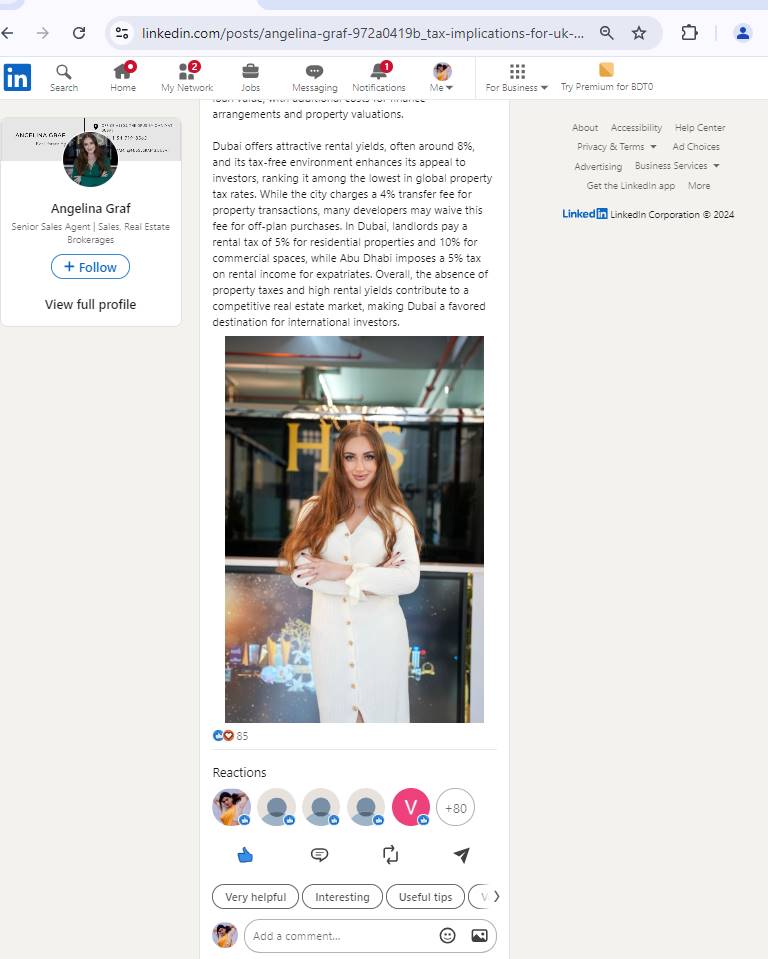 linkedin.com/posts/angelina-graf-972a0419b_tax-implications-for-uk-...
in
Search
Home
2
My Network
Jobs
Messaging
1
Notifications
Me
For Business
Try Premium for BDT0
loan value, with additional costs for finance
arrangements and property valuations.
ANGELINA GRAF
Angelina Graf
Senior Sales Agent | Sales, Real Estate
Brokerages
+ Follow
View full profile
Dubai offers attractive rental yields, often around 8%,
and its tax-free environment enhances its appeal to
investors, ranking it among the lowest in global property
tax rates. While the city charges a 4% transfer fee for
property transactions, many developers may waive this
fee for off-plan purchases. In Dubai, landlords pay a
rental tax of 5% for residential properties and 10% for
commercial spaces, while Abu Dhabi imposes a 5% tax
on rental income for expatriates. Overall, the absence of
property taxes and high rental yields contribute to a
competitive real estate market, making Dubai a favored
destination for international investors.
About Accessibility Help Center
Privacy & Terms Ad Choices
Advertising Business Services
Get the LinkedIn app More
LinkedIn LinkedIn Corporation © 2024
H S
85
Reactions
V
+80
Very helpful
Interesting
Useful tips
Add a comment...